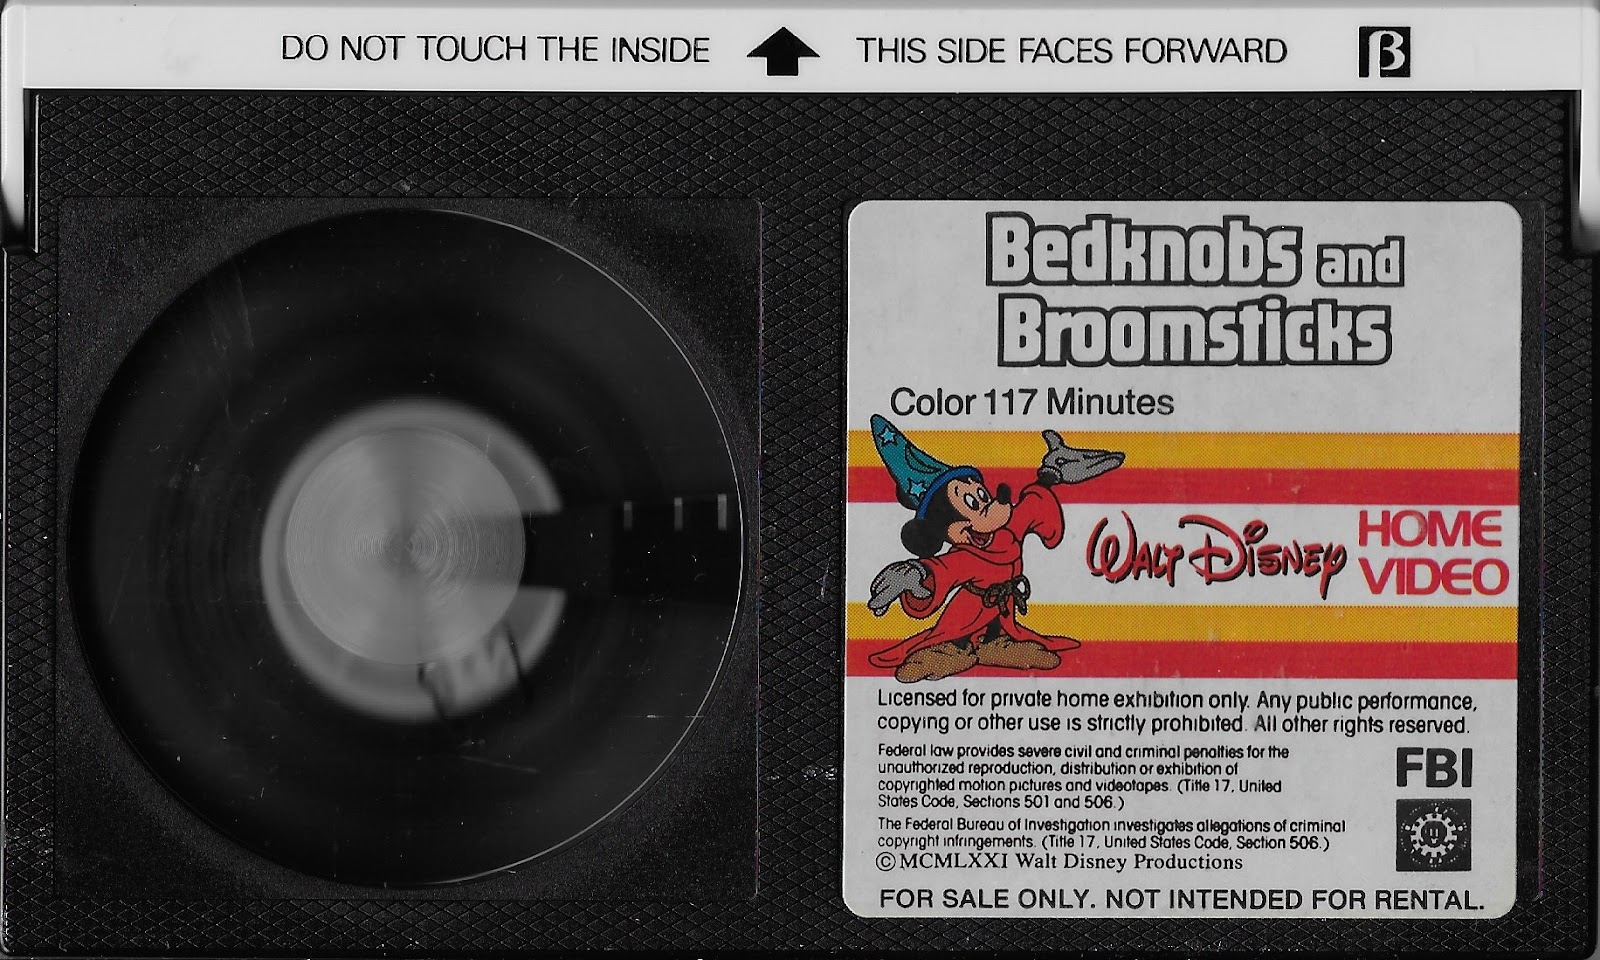 DO NOT TOUCH THE INSIDE THIS SIDE FACES FORWARD β
Bedknobs and
Broomsticks
Color 117 Minutes
WALT DISNEY HOME VIDEO
Licensed for private home exhibition only. Any public performance,
copying or other use is strictly prohibited. All other rights reserved.
Federal law provides severe civil and criminal penalties for the
unauthorized reproduction, distribution or exhibition of
copyrighted motion pictures and videotapes. (Title 17, United
States Code, Sections 501 and 506.)
FBI
The Federal Bureau of Investigation investigates allegations of criminal
copyright infringements. (Title 17, United States Code, Section 506.)
© MCMLXXI Walt Disney Productions
FOR SALE ONLY. NOT INTENDED FOR RENTAL.